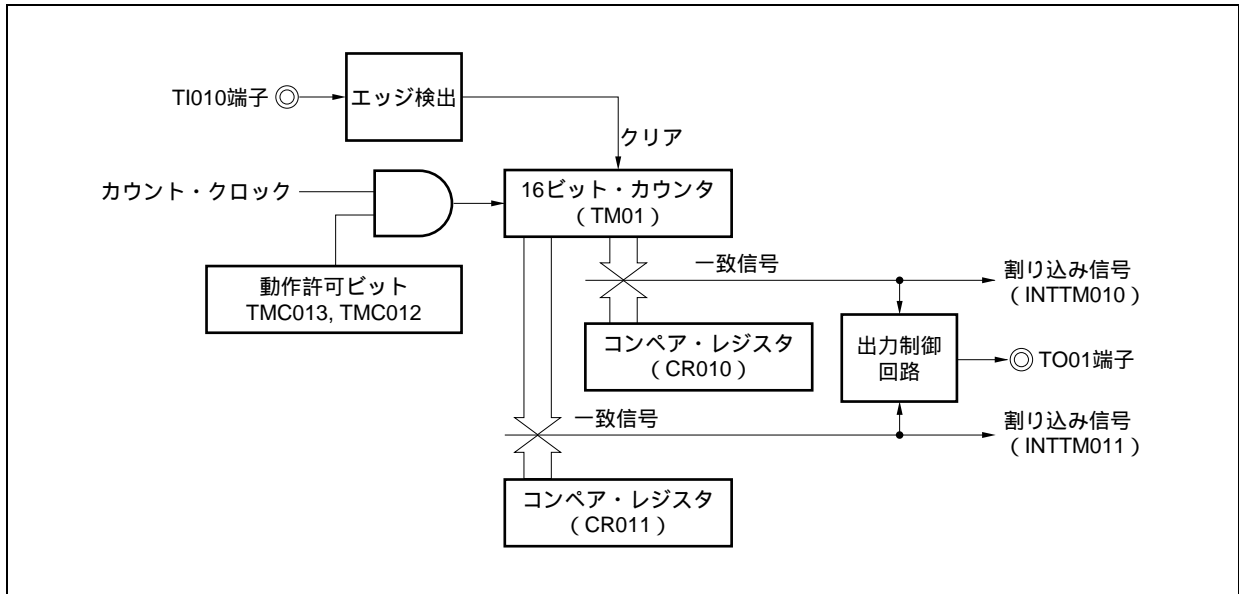 TI010端子
エッジ検出
クリア
カウント・クロック
16ビット・カウンタ
(TM01)
動作許可ビット
TMC013, TMC012
一致信号
割り込み信号
(INTTM010)
コンペア・レジスタ
(CR010)
出力制御
回路
TO01端子
一致信号
割り込み信号
(INTTM011)
コンペア・レジスタ
(CR011)